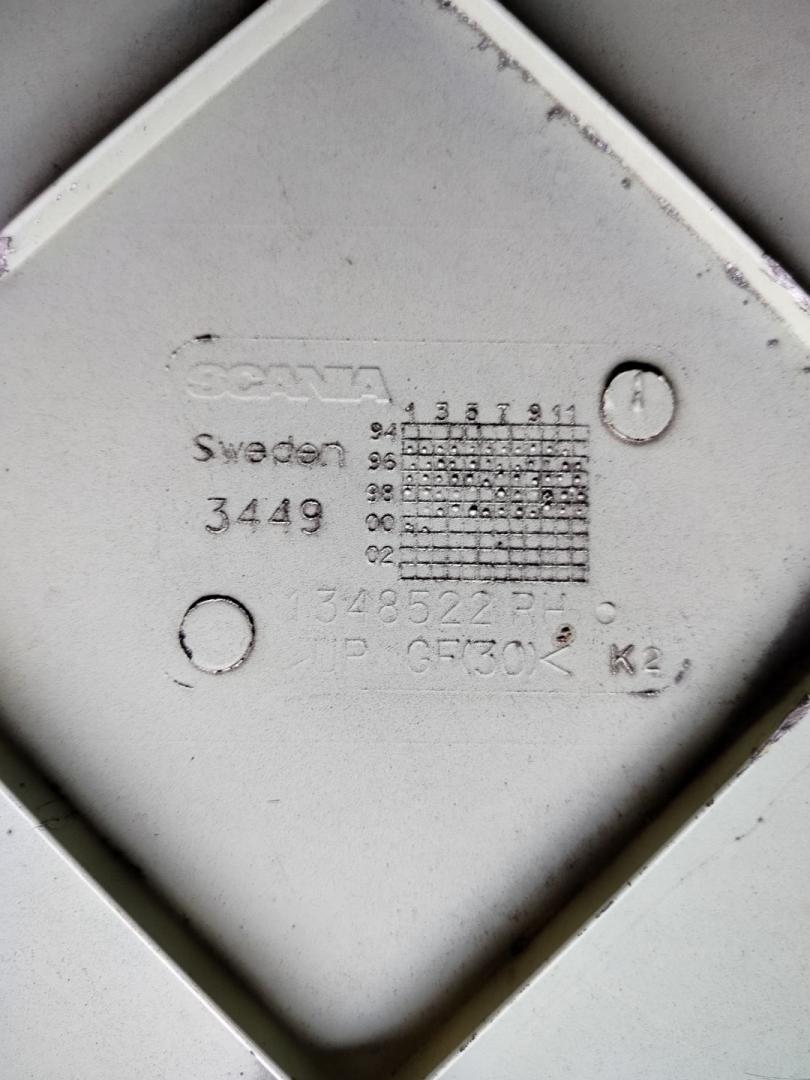 SCANIA
A
1 3 5 7 9 11
Sweden
94
96
98
00
02
3449
1348522 RH
>UP GF(30)<
K2